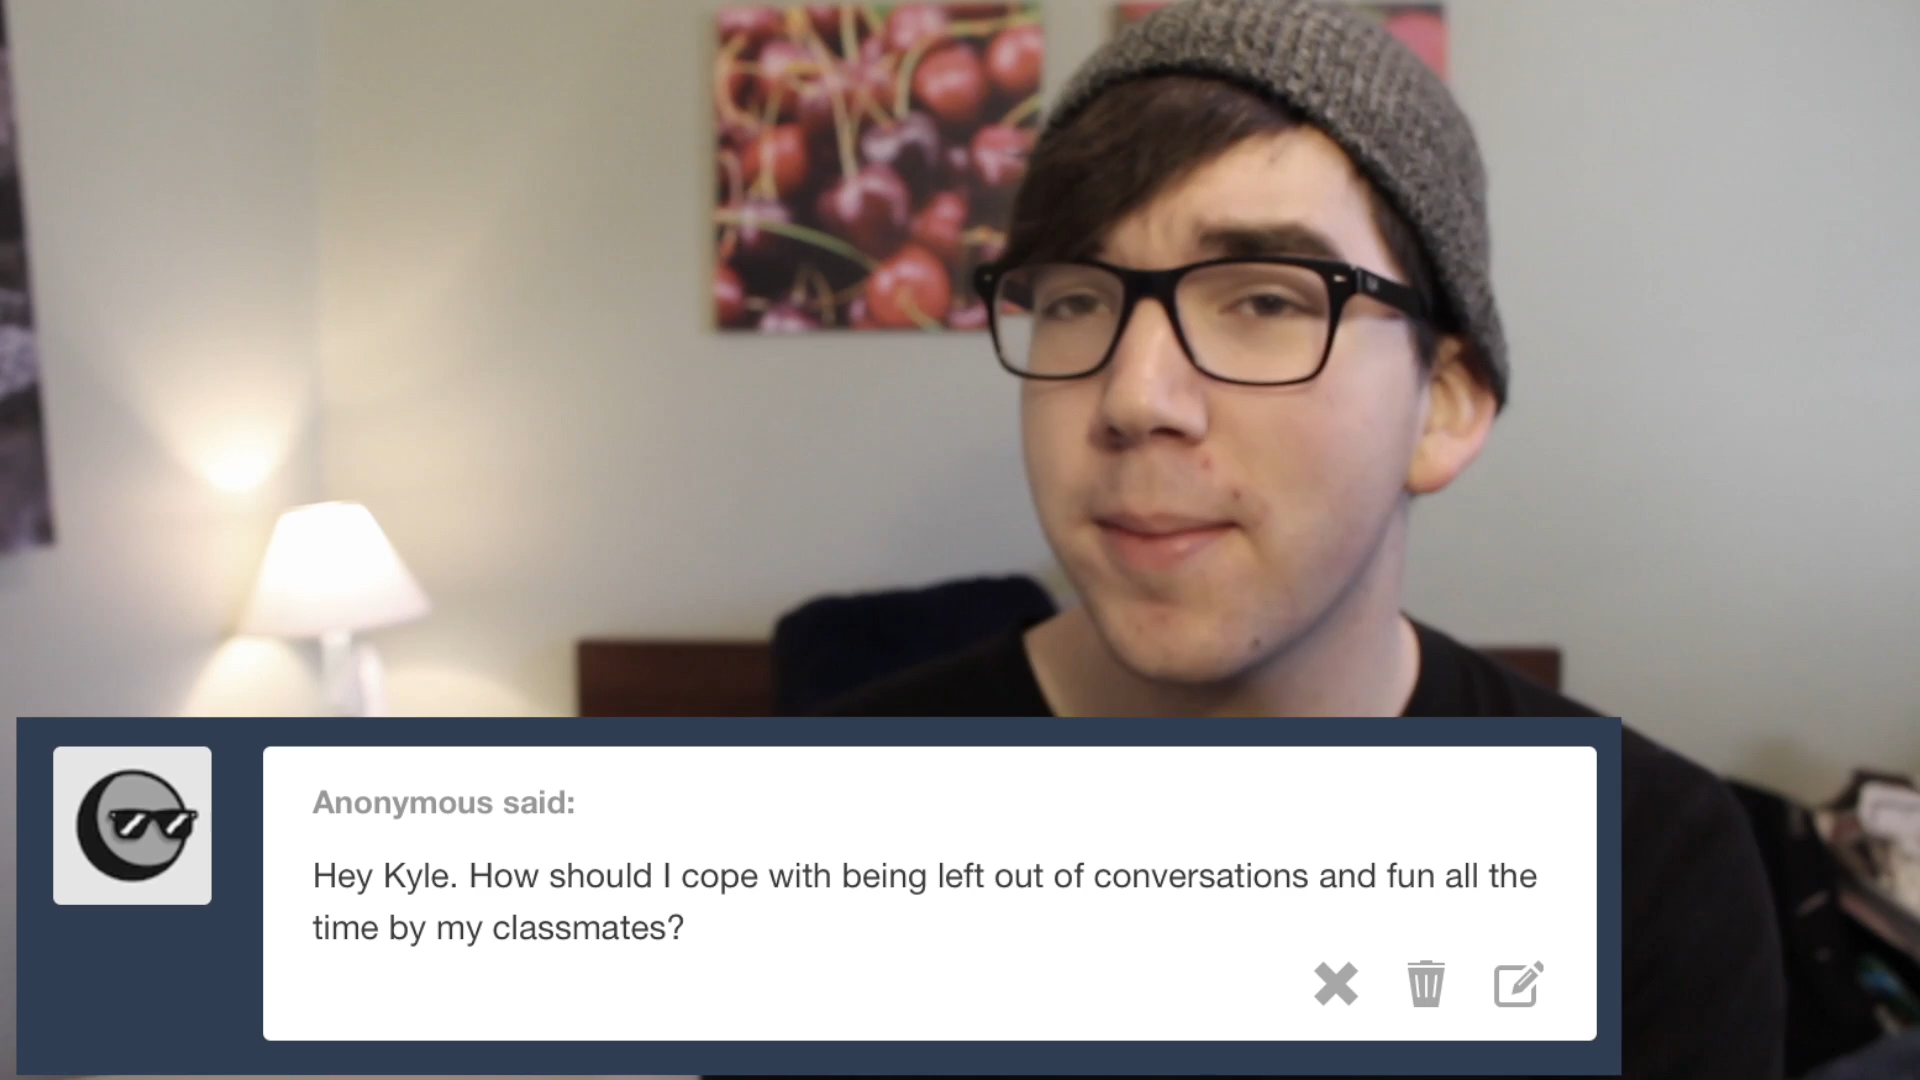 Anonymous said:
Hey Kyle. How should I cope with being left out of conversations and fun all the
time by my classmates?